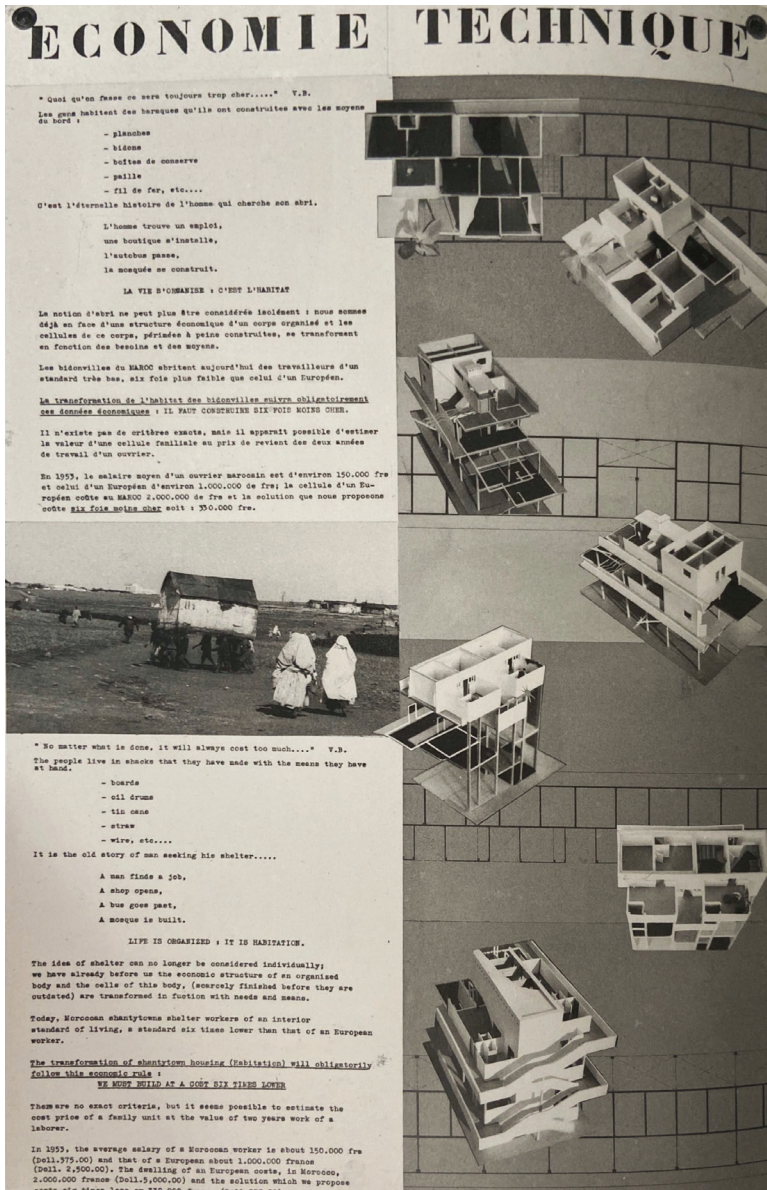 ECONOMIE TECHNIQUE
" Quoi qu'on fasse ce sera toujours trop cher....." V.B.
Les gens habitent des baraques qu'ils ont construites avec les moyens
du bord :
- planches
- bidons
- boîtes de conserve
- paille
- fil de fer, etc....
C'est l'éternelle histoire de l'homme qui cherche son abri.
L'homme trouve un emploi,
une boutique s'installe,
l'autobus passe,
la mosquée se construit.
LA VIE S'ORGANISE : C'EST L'HABITAT
La notion d'abri ne peut plus être considérée isolément : nous sommes
déjà en face d'une structure économique d'un corps organisé et les
cellules de ce corps, périmées à peine construites, se transforment
en fonction des besoins et des moyens.
Les bidonvilles du MAROC abritent aujourd'hui des travailleurs d'un
standard très bas, six fois plus faible que celui d'un Européen.
La transformation de l'habitat des bidonvilles suivra obligatoirement
ces données économiques : IL FAUT CONSTRUIRE SIX FOIS MOINS CHER.
Il n'existe pas de critères exacts, mais il apparaît possible d'estimer
la valeur d'une cellule familiale au prix de revient des deux années
de travail d'un ouvrier.
En 1953, le salaire moyen d'un ouvrier marocain est d'environ 150.000 frs
et celui d'un Européen d'environ 1.000.000 de frs; la cellule d'un Eu-
ropéen coûte au MAROC 2.000.000 de frs et la solution que nous proposons
coûte six fois moins cher soit : 330.000 frs.
" No matter what is done, it will always cost too much...." V.B.
The people live in shacks that they have made with the means they have
at hand.
- boards
- oil drums
- tin cans
- straw
- wire, etc....
It is the old story of man seeking his shelter.....
A man finds a job,
A shop opens,
A bus goes past,
A mosque is built.
LIFE IS ORGANIZED : IT IS HABITATION.
The idea of shelter can no longer be considered individually;
we have already before us the economic structure of an organized
body and the cells of this body, (scarcely finished before they are
outdated) are transformed in fuction with needs and means.
Today, Moroccan shantytowns shelter workers of an interior
standard of living, a standard six times lower than that of an European
worker.
The transformation of shantytown housing (Habitation) will obligatorily
follow this economic rule :
WE MUST BUILD AT A COST SIX TIMES LOWER
There are no exact criteria, but it seems possible to estimate the
cost price of a family unit at the value of two years work of a
laborer.
In 1953, the average salary of a Moroccan worker is about 150.000 frs
(Doll.375.00) and that of a European about 1.000.000 francs
(Doll. 2,500.00). The dwelling of an European costs, in Morocco,
2.000.000 francs (Doll.5,000.00) and the solution which we propose